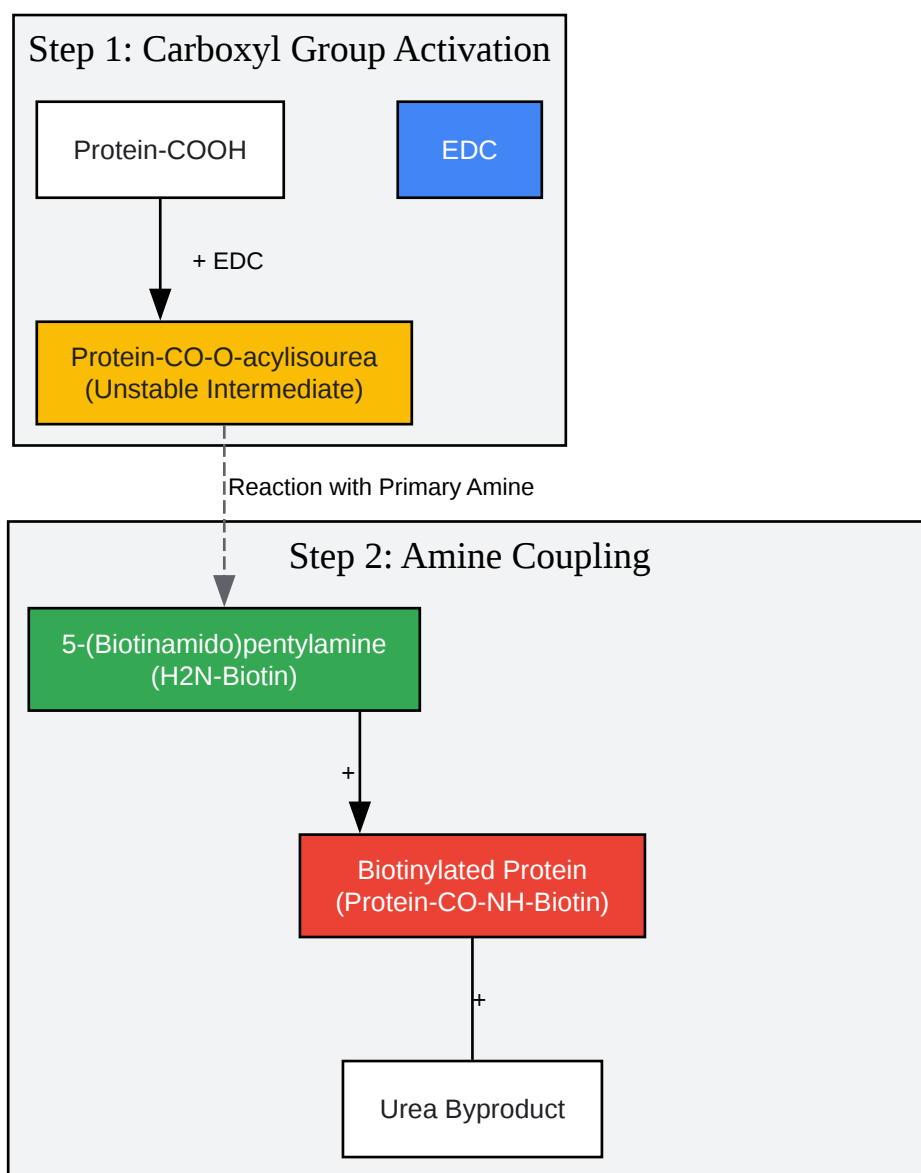 Step 1: Carboxyl Group Activation
Protein-COOH
EDC
+ EDC
Protein-CO-O-acylisourea
(Unstable Intermediate)
Reaction with Primary Amine
Step 2: Amine Coupling
5-(Biotinamido)pentylamine
(H2N-Biotin)
+
Biotinylated Protein
(Protein-CO-NH-Biotin)
+
Urea Byproduct